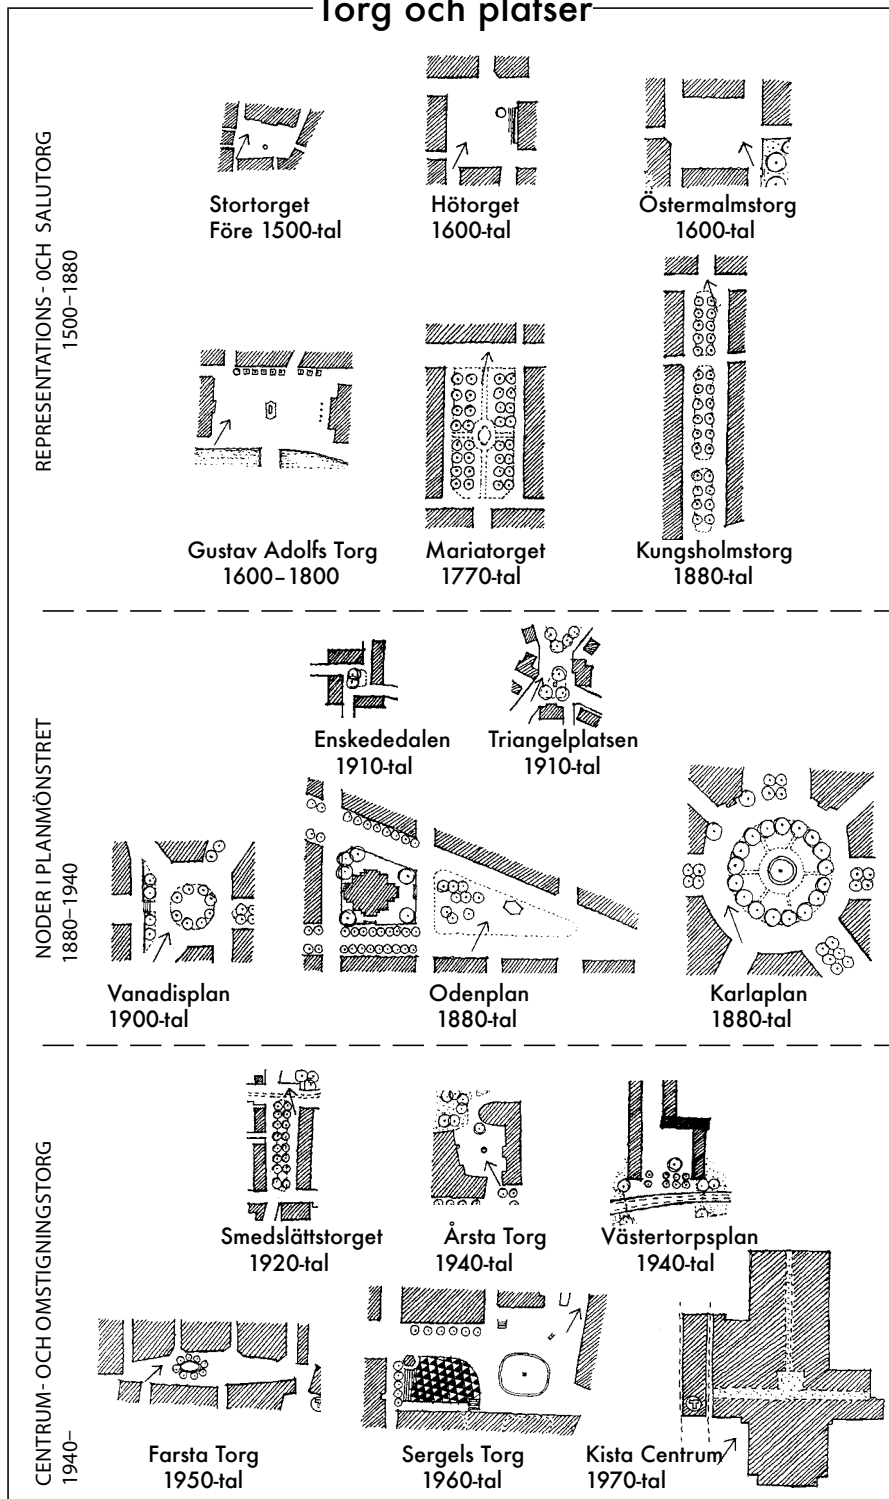 Torg och platser
REPRESENTATIONS - OCH SALUTORG
1500–1880
Stortorget
Före 1500-tal
Hötorget
1600-tal
Östermalmstorg
1600-tal
Gustav Adolfs Torg
1600–1800
Mariatorget
1770-tal
Kungsholmstorg
1880-tal
NODER I PLANMÖNSTRET
1880–1940
Enskededalen
1910-tal
Triangelplatsen
1910-tal
Vanadisplan
1900-tal
Odenplan
1880-tal
Karlaplan
1880-tal
CENTRUM - OCH OMSTIGNINGSTORG
1940–
Smedslättstorget
1920-tal
Årsta Torg
1940-tal
Västertorpsplan
1940-tal
Farsta Torg
1950-tal
Sergels Torg
1960-tal
Kista Centrum
1970-tal
T